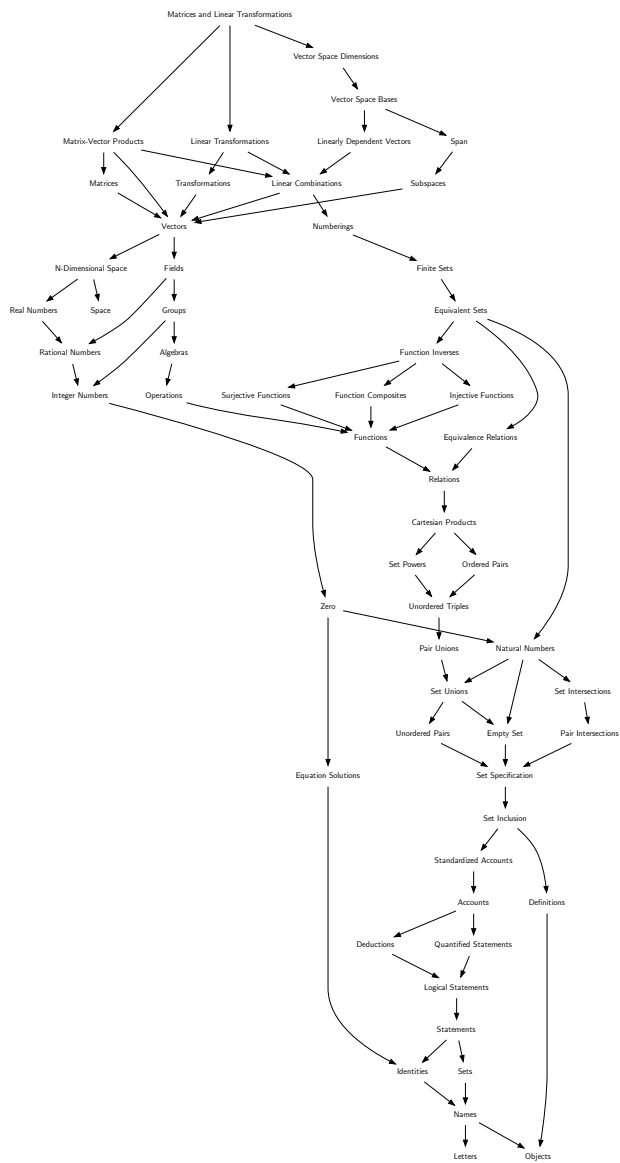 Matrices and Linear Transformations
Vector Space Dimensions
Vector Space Bases
Matrix-Vector Products
Linear Transformations
Linearly Dependent Vectors
Span
Matrices
Transformations
Linear Combinations
Subspaces
Vectors
Numberings
N-Dimensional Space
Fields
Finite Sets
Real Numbers
Space
Groups
Equivalent Sets
Rational Numbers
Algebras
Function Inverses
Integer Numbers
Operations
Surjective Functions
Function Composites
Injective Functions
Functions
Equivalence Relations
Relations
Cartesian Products
Set Powers
Ordered Pairs
Zero
Unordered Triples
Pair Unions
Natural Numbers
Set Unions
Set Intersections
Unordered Pairs
Empty Set
Pair Intersections
Equation Solutions
Set Specification
Set Inclusion
Standardized Accounts
Accounts
Definitions
Deductions
Quantified Statements
Logical Statements
Statements
Identities
Sets
Names
Letters
Objects